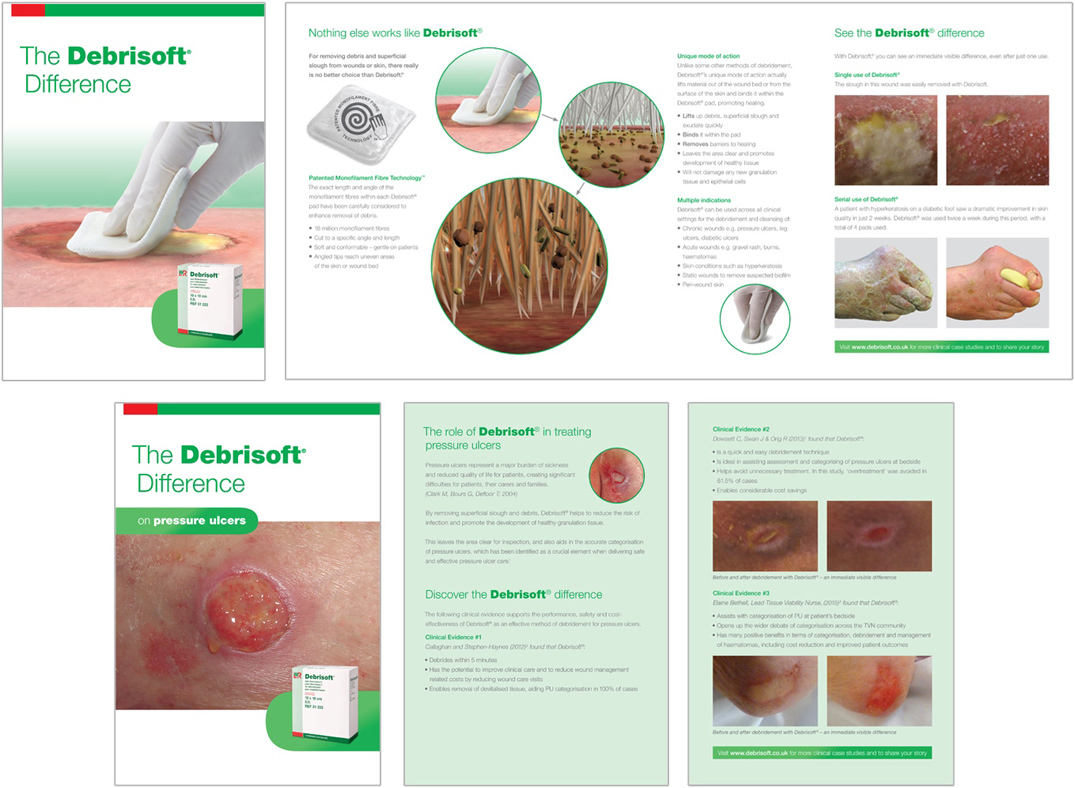 The Debrisoft®
Difference
Debrisoft®
10 x 10 cm
REF 31 222
Nothing else works like Debrisoft®
For removing debris and superficial
slough from wounds or skin, there really
is no better choice than Debrisoft.®
PATENTED MONOFILAMENT FIBRE
TECHNOLOGY
Patented Monofilament Fibre Technology™
The exact length and angle of the
monofilament fibres within each Debrisoft®
pad have been carefully considered to
enhance removal of debris.
• 18 million monofilament fibres
• Cut to a specific angle and length
• Soft and conformable – gentle on patients
• Angled tips reach uneven areas
of the skin or wound bed
Unique mode of action
Unlike some other methods of debridement,
Debrisoft®'s unique mode of action actually
lifts material out of the wound bed or from the
surface of the skin and binds it within the
Debrisoft® pad, promoting healing.
• Lifts up debris, superficial slough and
exudate quickly
• Binds it within the pad
• Removes barriers to healing
• Leaves the area clear and promotes
development of healthy tissue
• Will not damage any new granulation
tissue and epithelial cells
Multiple indications
Debrisoft® can be used across all clinical
settings for the debridement and cleansing of:
• Chronic wounds e.g. pressure ulcers, leg
ulcers, diabetic ulcers
• Acute wounds e.g. gravel rash, burns,
haematomas
• Skin conditions such as hyperkeratosis
• Static wounds to remove suspected biofilm
• Peri-wound skin
See the Debrisoft® difference
With Debrisoft,® you can see an immediate visible difference, even after just one use.
Single use of Debrisoft®
The slough in this wound was easily removed with Debrisoft.
Serial use of Debrisoft®
A patient with hyperkeratosis on a diabetic foot saw a dramatic improvement in skin
quality in just 2 weeks. Debrisoft® was used twice a week during this period, with a
total of 4 pads used.
Visit www.debrisoft.co.uk for more clinical case studies and to share your story
The Debrisoft®
Difference
on pressure ulcers
Debrisoft®
10 x 10 cm
REF 31 222
The role of Debrisoft® in treating
pressure ulcers
Pressure ulcers represent a major burden of sickness
and reduced quality of life for patients, creating significant
difficulties for patients, their carers and families.
(Clark M, Bours G, Defloor T. 2004)
By removing superficial slough and debris, Debrisoft® helps to reduce the risk of
infection and promote the development of healthy granulation tissue.
This leaves the area clear for inspection, and also aids in the accurate categorisation
of pressure ulcers, which has been identified as a crucial element when delivering safe
and effective pressure ulcer care.¹
Discover the Debrisoft® difference
The following clinical evidence supports the performance, safety and cost-
effectiveness of Debrisoft® as an effective method of debridement for pressure ulcers.
Clinical Evidence #1
Callaghan and Stephen-Haynes (2012)² found that Debrisoft®:
• Debrides within 5 minutes
• Has the potential to improve clinical care and to reduce wound management
related costs by reducing wound care visits
• Enables removal of devitalised tissue, aiding PU categorisation in 100% of cases
Clinical Evidence #2
Dowsett C, Swan J & Orig R (2013)³ found that Debrisoft®:
• Is a quick and easy debridement technique
• Is ideal in assisting assessment and categorising of pressure ulcers at bedside
• Helps avoid unnecessary treatment. In this study, 'overtreatment' was avoided in
61.5% of cases
• Enables considerable cost savings
Before and after debridement with Debrisoft® – an immediate visible difference
Clinical Evidence #3
Elaine Bethell, Lead Tissue Viability Nurse, (2015)⁴ found that Debrisoft®:
• Assists with categorisation of PU at patient's bedside
• Opens up the wider debate of categorisation across the TVN community
• Has many positive benefits in terms of categorisation, debridement and management
of haematomas, including cost reduction and improved patient outcomes
Before and after debridement with Debrisoft® – an immediate visible difference
Visit www.debrisoft.co.uk for more clinical case studies and to share your story